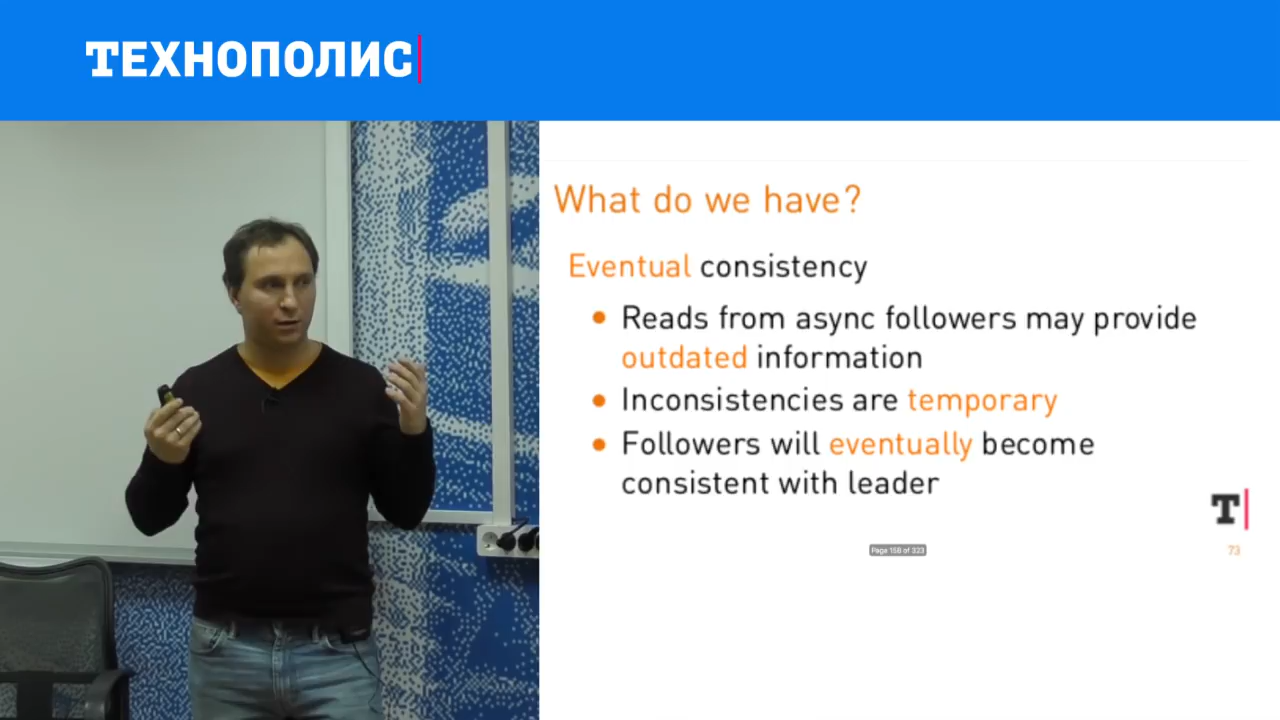 ТЕХНОПОЛИС
What do we have?
Eventual consistency
• Reads from async followers may provide
outdated information
• Inconsistencies are temporary
• Followers will eventually become
consistent with leader
T
Page 158 of 323
73